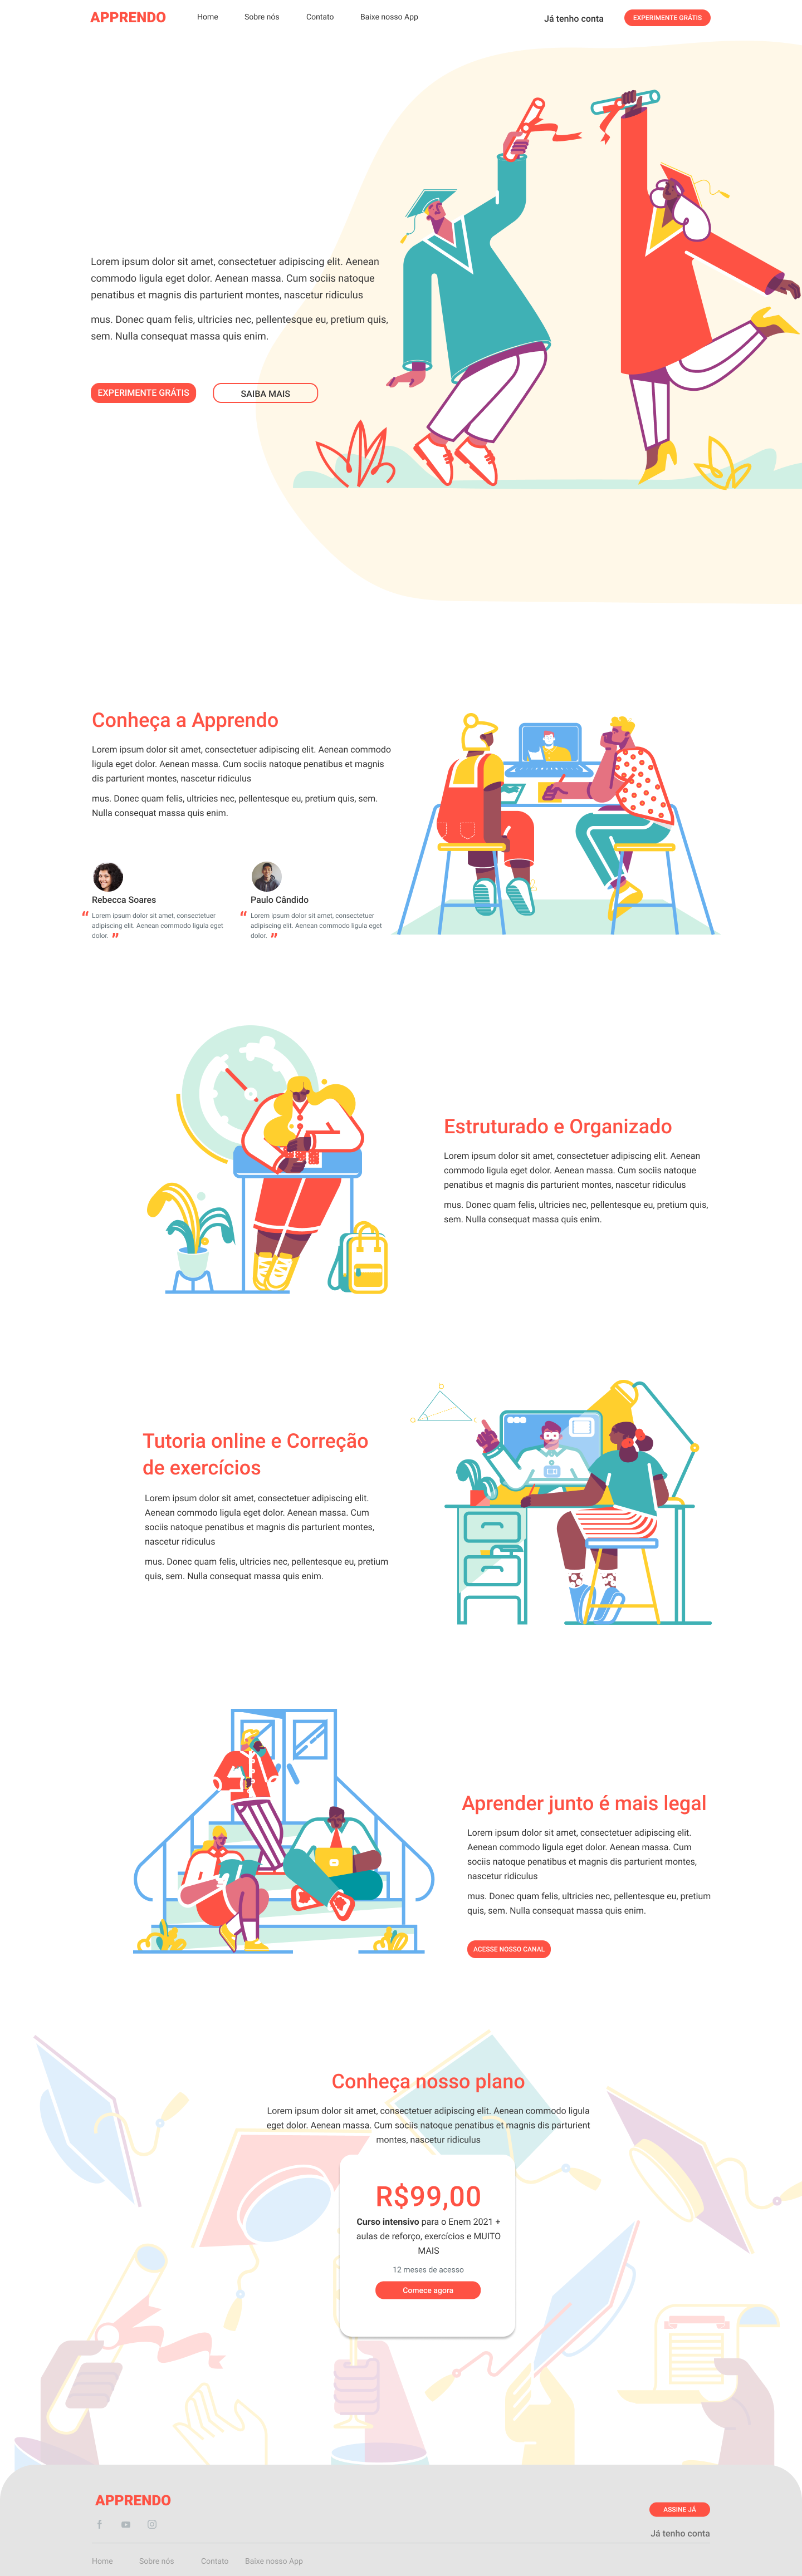 APPRENDO
Home
Sobre nós
Contato
Baixe nosso App
Já tenho conta
EXPERIMENTE GRÁTIS
Lorem ipsum dolor sit amet, consectetuer adipiscing elit. Aenean
commodo ligula eget dolor. Aenean massa. Cum sociis natoque
penatibus et magnis dis parturient montes, nascetur ridiculus
mus. Donec quam felis, ultricies nec, pellentesque eu, pretium quis,
sem. Nulla consequat massa quis enim.
EXPERIMENTE GRÁTIS
SAIBA MAIS
Conheça a Apprendo
Lorem ipsum dolor sit amet, consectetuer adipiscing elit. Aenean commodo
ligula eget dolor. Aenean massa. Cum sociis natoque penatibus et magnis
dis parturient montes, nascetur ridiculus
mus. Donec quam felis, ultricies nec, pellentesque eu, pretium quis, sem.
Nulla consequat massa quis enim.
Rebecca Soares
“ Lorem ipsum dolor sit amet, consectetuer
adipiscing elit. Aenean commodo ligula eget
dolor. ”
Paulo Cândido
“ Lorem ipsum dolor sit amet, consectetuer
adipiscing elit. Aenean commodo ligula eget
dolor. ”
Estruturado e Organizado
Lorem ipsum dolor sit amet, consectetuer adipiscing elit. Aenean
commodo ligula eget dolor. Aenean massa. Cum sociis natoque
penatibus et magnis dis parturient montes, nascetur ridiculus
mus. Donec quam felis, ultricies nec, pellentesque eu, pretium quis,
sem. Nulla consequat massa quis enim.
Tutoria online e Correção
de exercícios
Lorem ipsum dolor sit amet, consectetuer adipiscing elit.
Aenean commodo ligula eget dolor. Aenean massa. Cum
sociis natoque penatibus et magnis dis parturient montes,
nascetur ridiculus
mus. Donec quam felis, ultricies nec, pellentesque eu, pretium
quis, sem. Nulla consequat massa quis enim.
Aprender junto é mais legal
Lorem ipsum dolor sit amet, consectetuer adipiscing elit.
Aenean commodo ligula eget dolor. Aenean massa. Cum
sociis natoque penatibus et magnis dis parturient montes,
nascetur ridiculus
mus. Donec quam felis, ultricies nec, pellentesque eu, pretium
quis, sem. Nulla consequat massa quis enim.
ACESSE NOSSO CANAL
Conheça nosso plano
Lorem ipsum dolor sit amet, consectetuer adipiscing elit. Aenean commodo ligula
eget dolor. Aenean massa. Cum sociis natoque penatibus et magnis dis parturient
montes, nascetur ridiculus
R$99,00
Curso intensivo para o Enem 2021 +
aulas de reforço, exercícios e MUITO
MAIS
12 meses de acesso
Comece agora
APPRENDO
ASSINE JÁ
Já tenho conta
Home
Sobre nós
Contato
Baixe nosso App